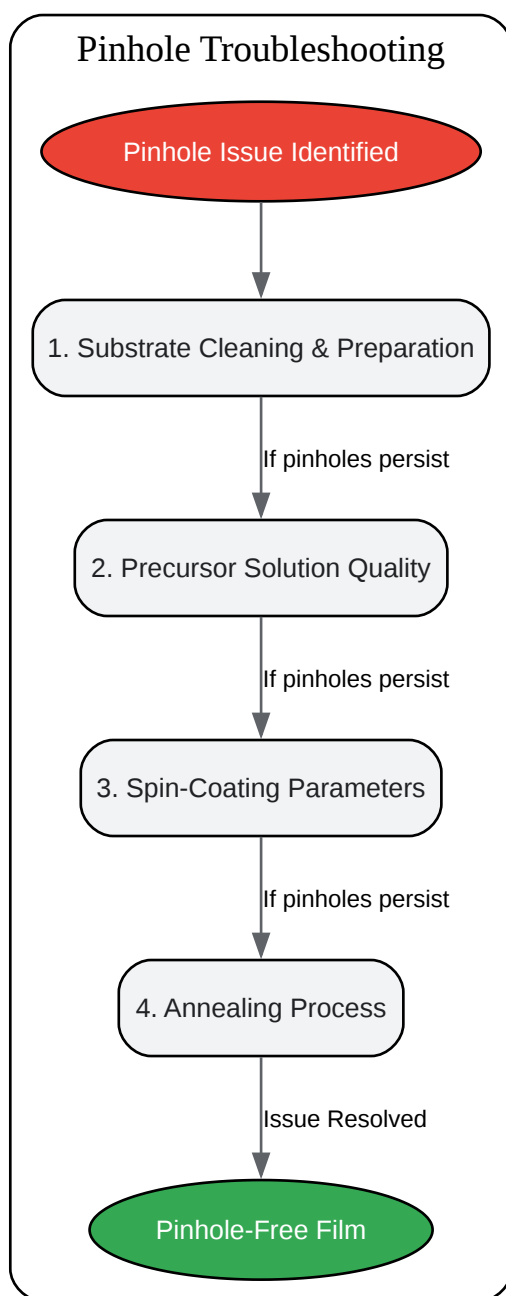 Pinhole Troubleshooting
Pinhole Issue Identified
1. Substrate Cleaning & Preparation
If pinholes persist
2. Precursor Solution Quality
If pinholes persist
3. Spin-Coating Parameters
If pinholes persist
4. Annealing Process
Issue Resolved
Pinhole-Free Film